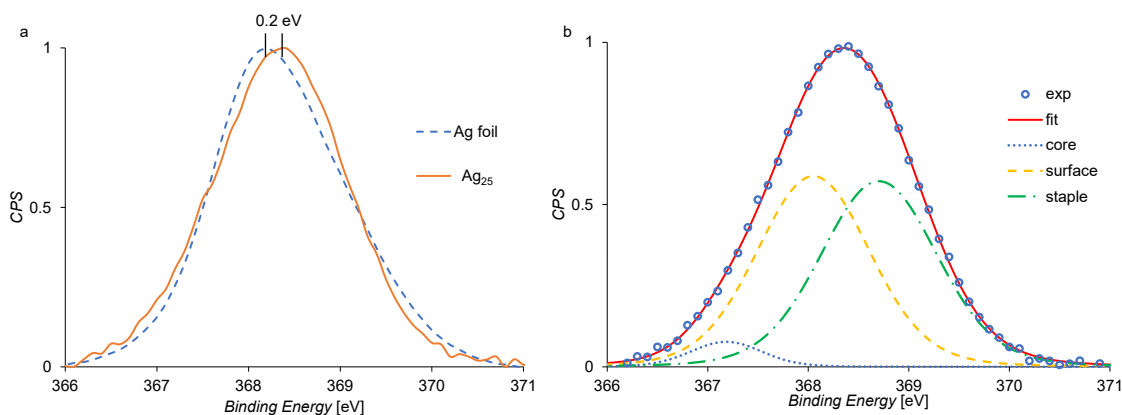 a
0.2 eV
1
0.5
0
CPS
366
367
368
369
370
371
Binding Energy [eV]
Ag foil
Ag₂₅
b
1
0.5
0
CPS
366
367
368
369
370
371
Binding Energy [eV]
exp
fit
core
surface
staple